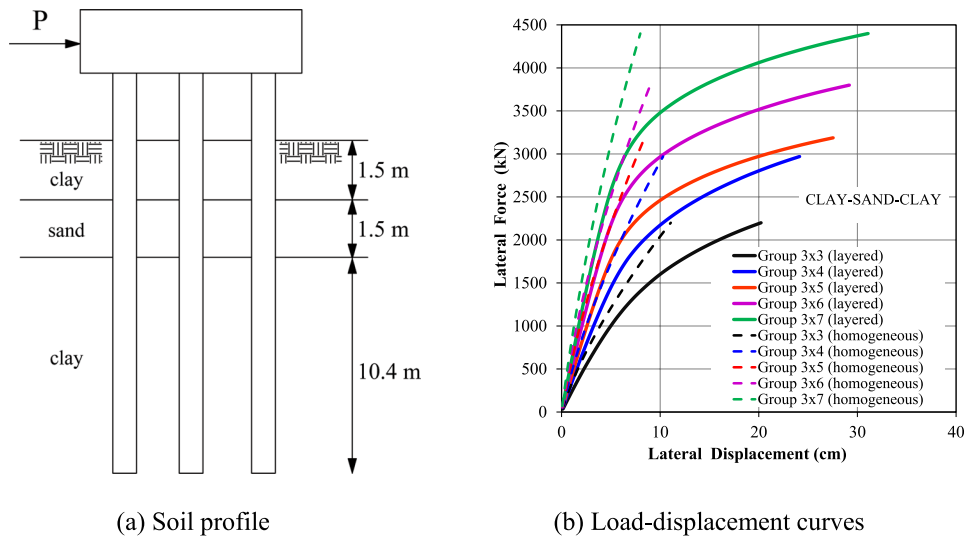 P
clay
1.5 m
sand
1.5 m
clay
10.4 m
(a) Soil profile
4500
4000
3500
3000
2500
2000
1500
1000
500
0
0
10
20
30
40
Lateral Force (kN)
Lateral Displacement (cm)
CLAY-SAND-CLAY
Group 3x3 (layered)
Group 3x4 (layered)
Group 3x5 (layered)
Group 3x6 (layered)
Group 3x7 (layered)
Group 3x3 (homogeneous)
Group 3x4 (homogeneous)
Group 3x5 (homogeneous)
Group 3x6 (homogeneous)
Group 3x7 (homogeneous)
(b) Load-displacement curves